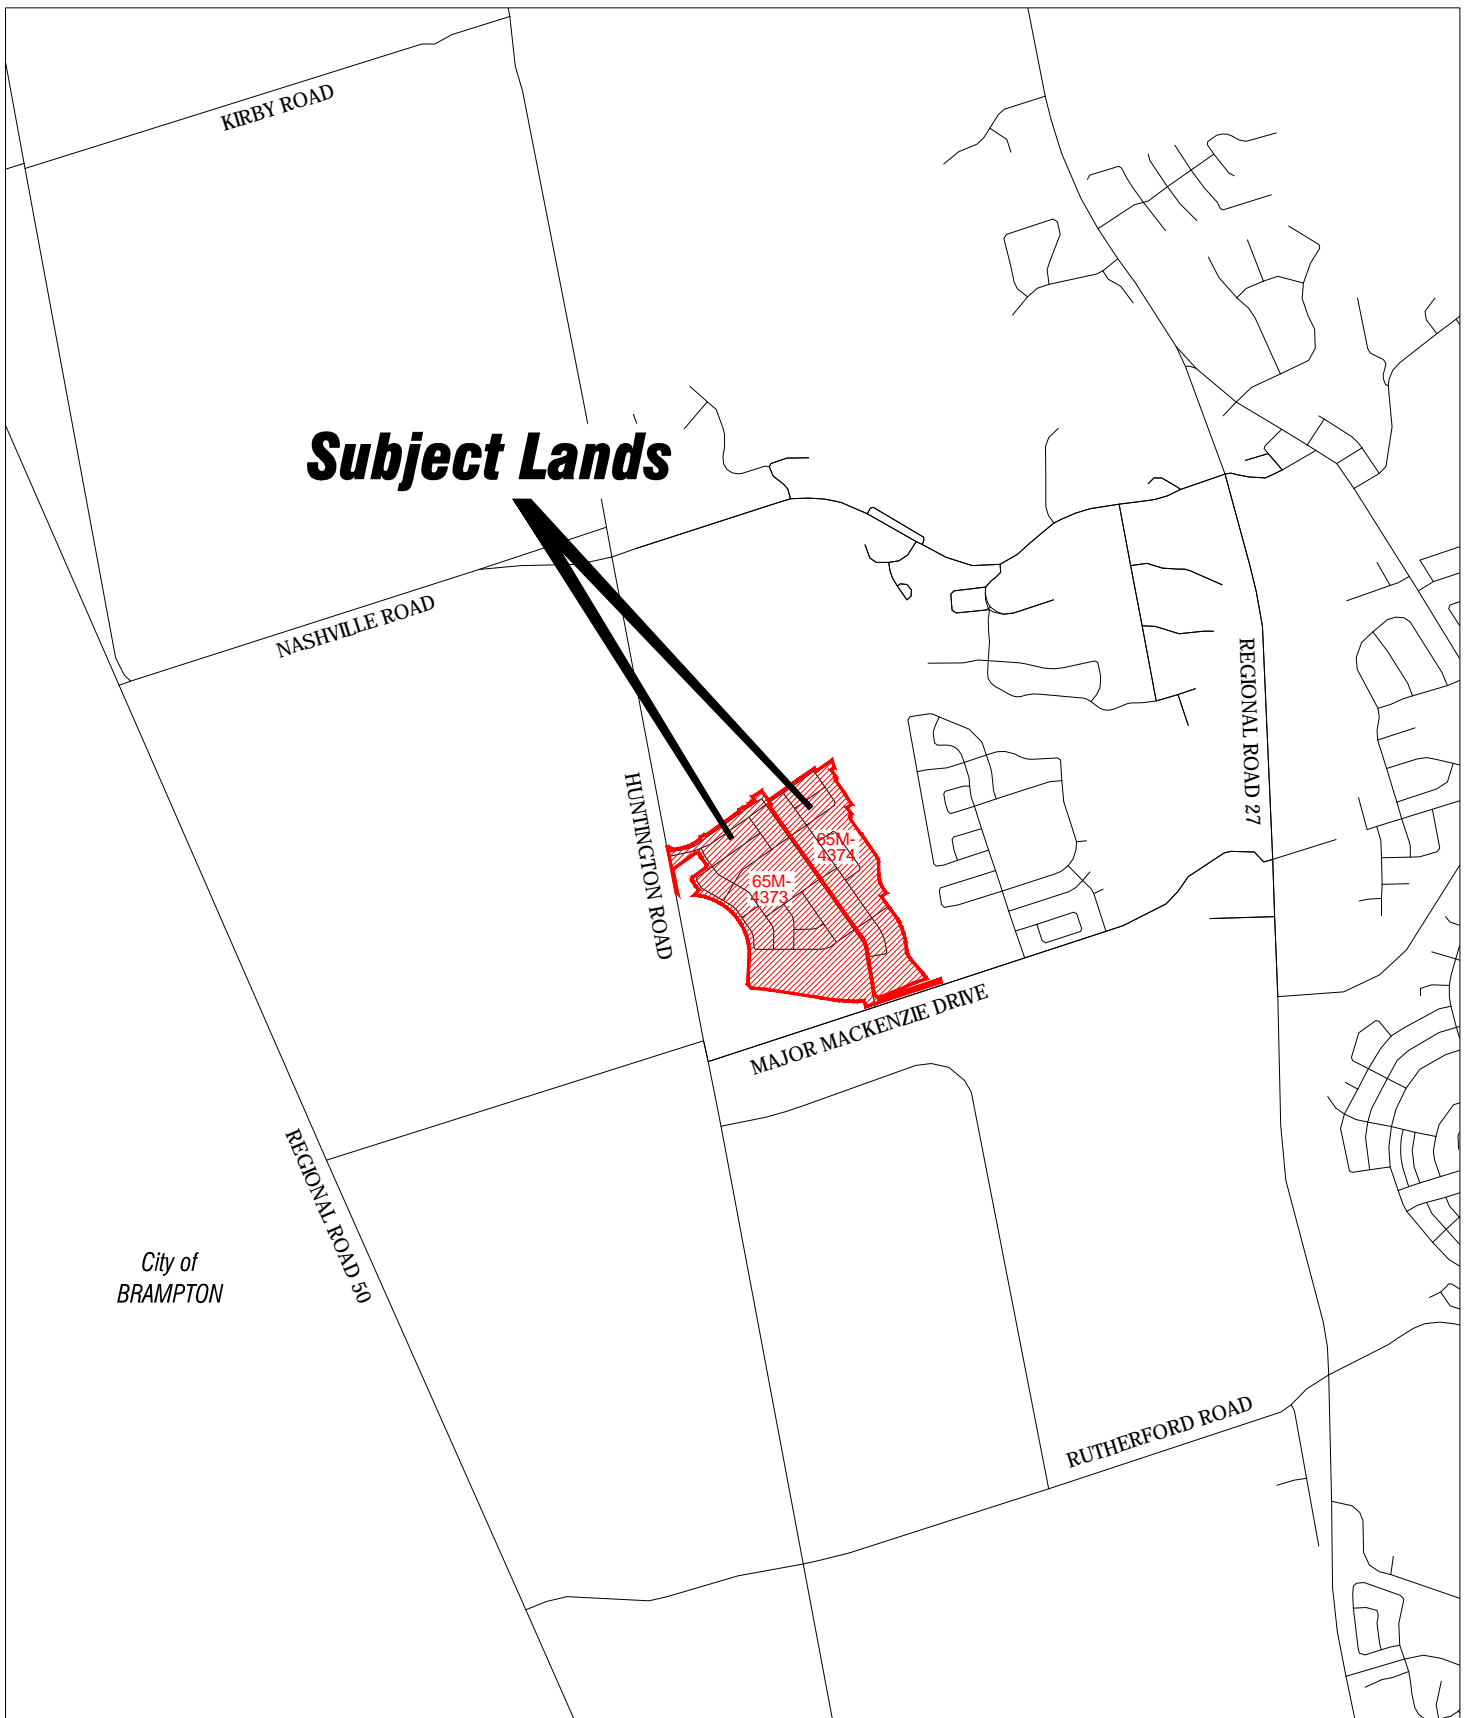 KIRBY ROAD
Subject Lands
NASHVILLE ROAD
REGIONAL ROAD 27
HUNTINGTON ROAD
65M-
4374
65M-
4373
MAJOR MACKENZIE DRIVE
REGIONAL ROAD 50
City of
BRAMPTON
RUTHERFORD ROAD